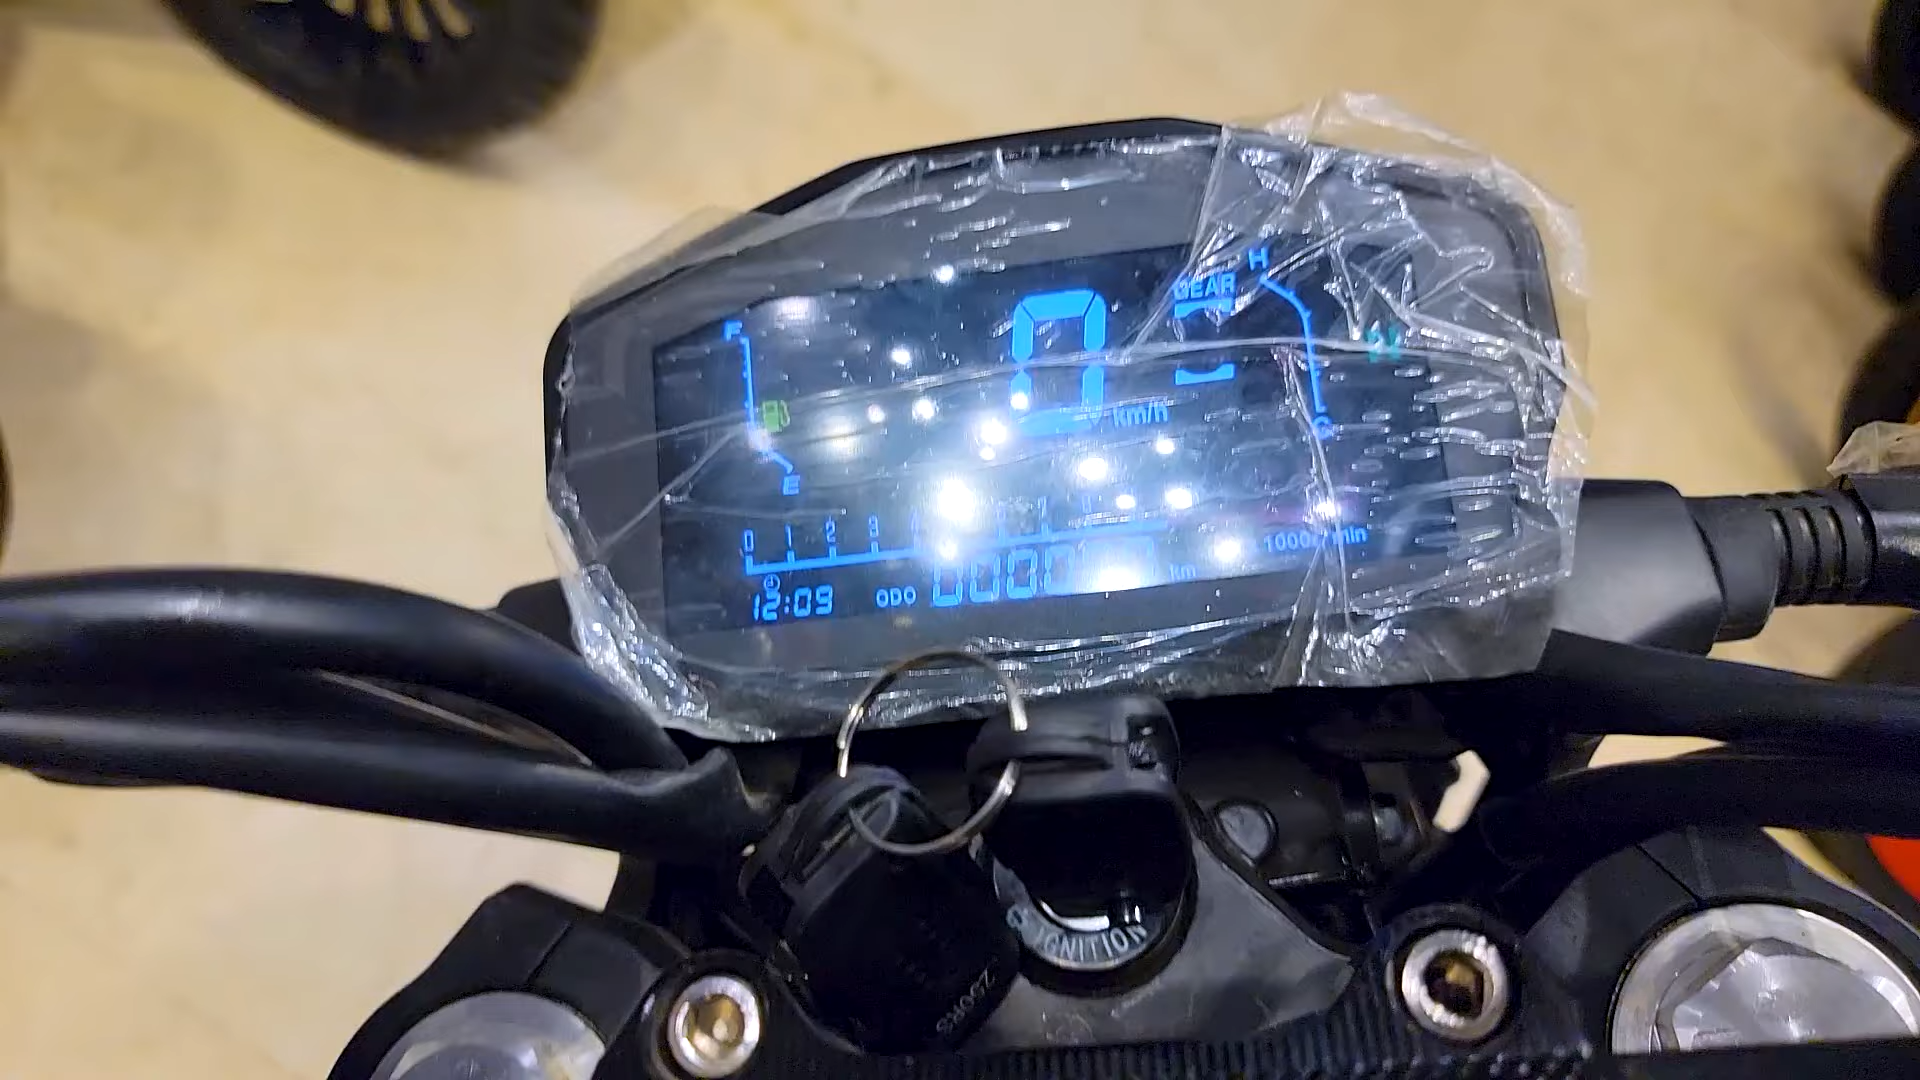 H
GEAR
F
0
km/h
C
E
0 1 2 3
1000r/min
12:09 ODO km
IGNITION